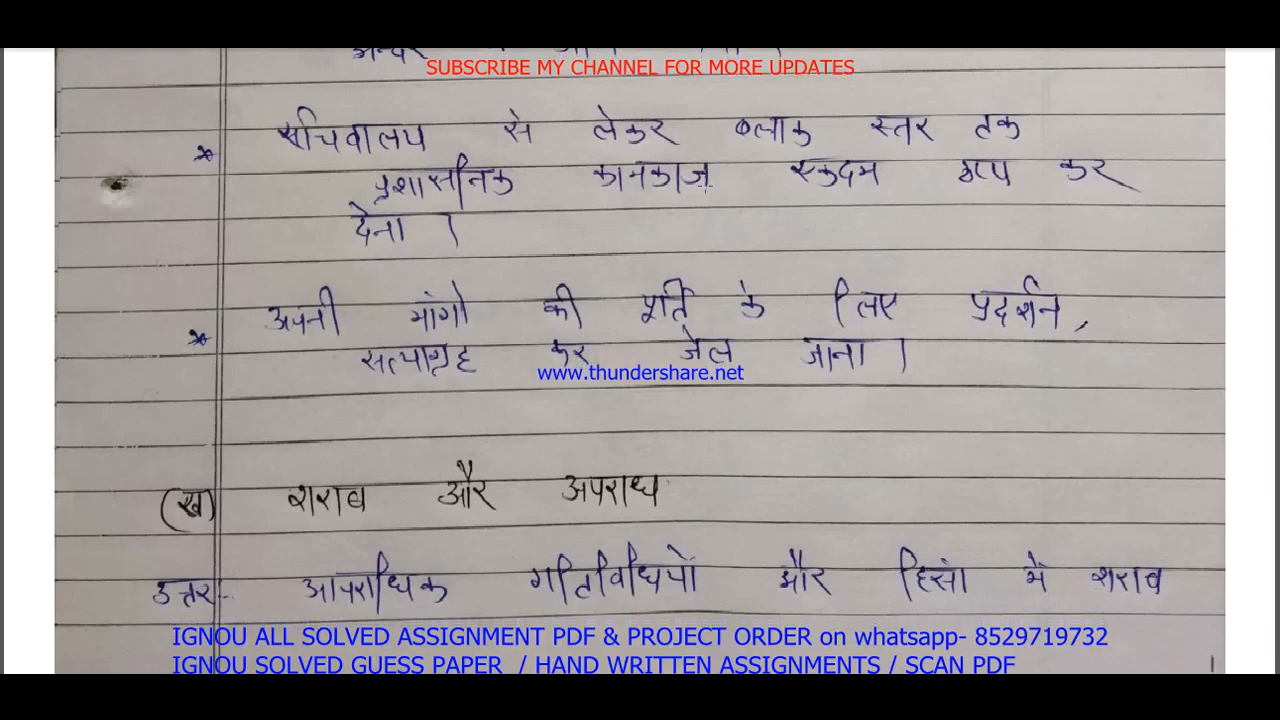 SUBSCRIBE MY CHANNEL FOR MORE UPDATES
* सचिवालय से लेकर ब्लाक स्तर तक
प्रशासनिक कामकाज एकदम ठप्प कर
देना ।
* अपनी मांगो की पूर्ति के लिए प्रदर्शन,
सत्याग्रह कर जेल जाना ।
www.thundershare.net
(ख) शराब और अपराध
उत्तर:- आपराधिक गतिविधियों और हिसां में शराब
IGNOU ALL SOLVED ASSIGNMENT PDF & PROJECT ORDER on whatsapp- 8529719732
IGNOU SOLVED GUESS PAPER / HAND WRITTEN ASSIGNMENTS / SCAN PDF